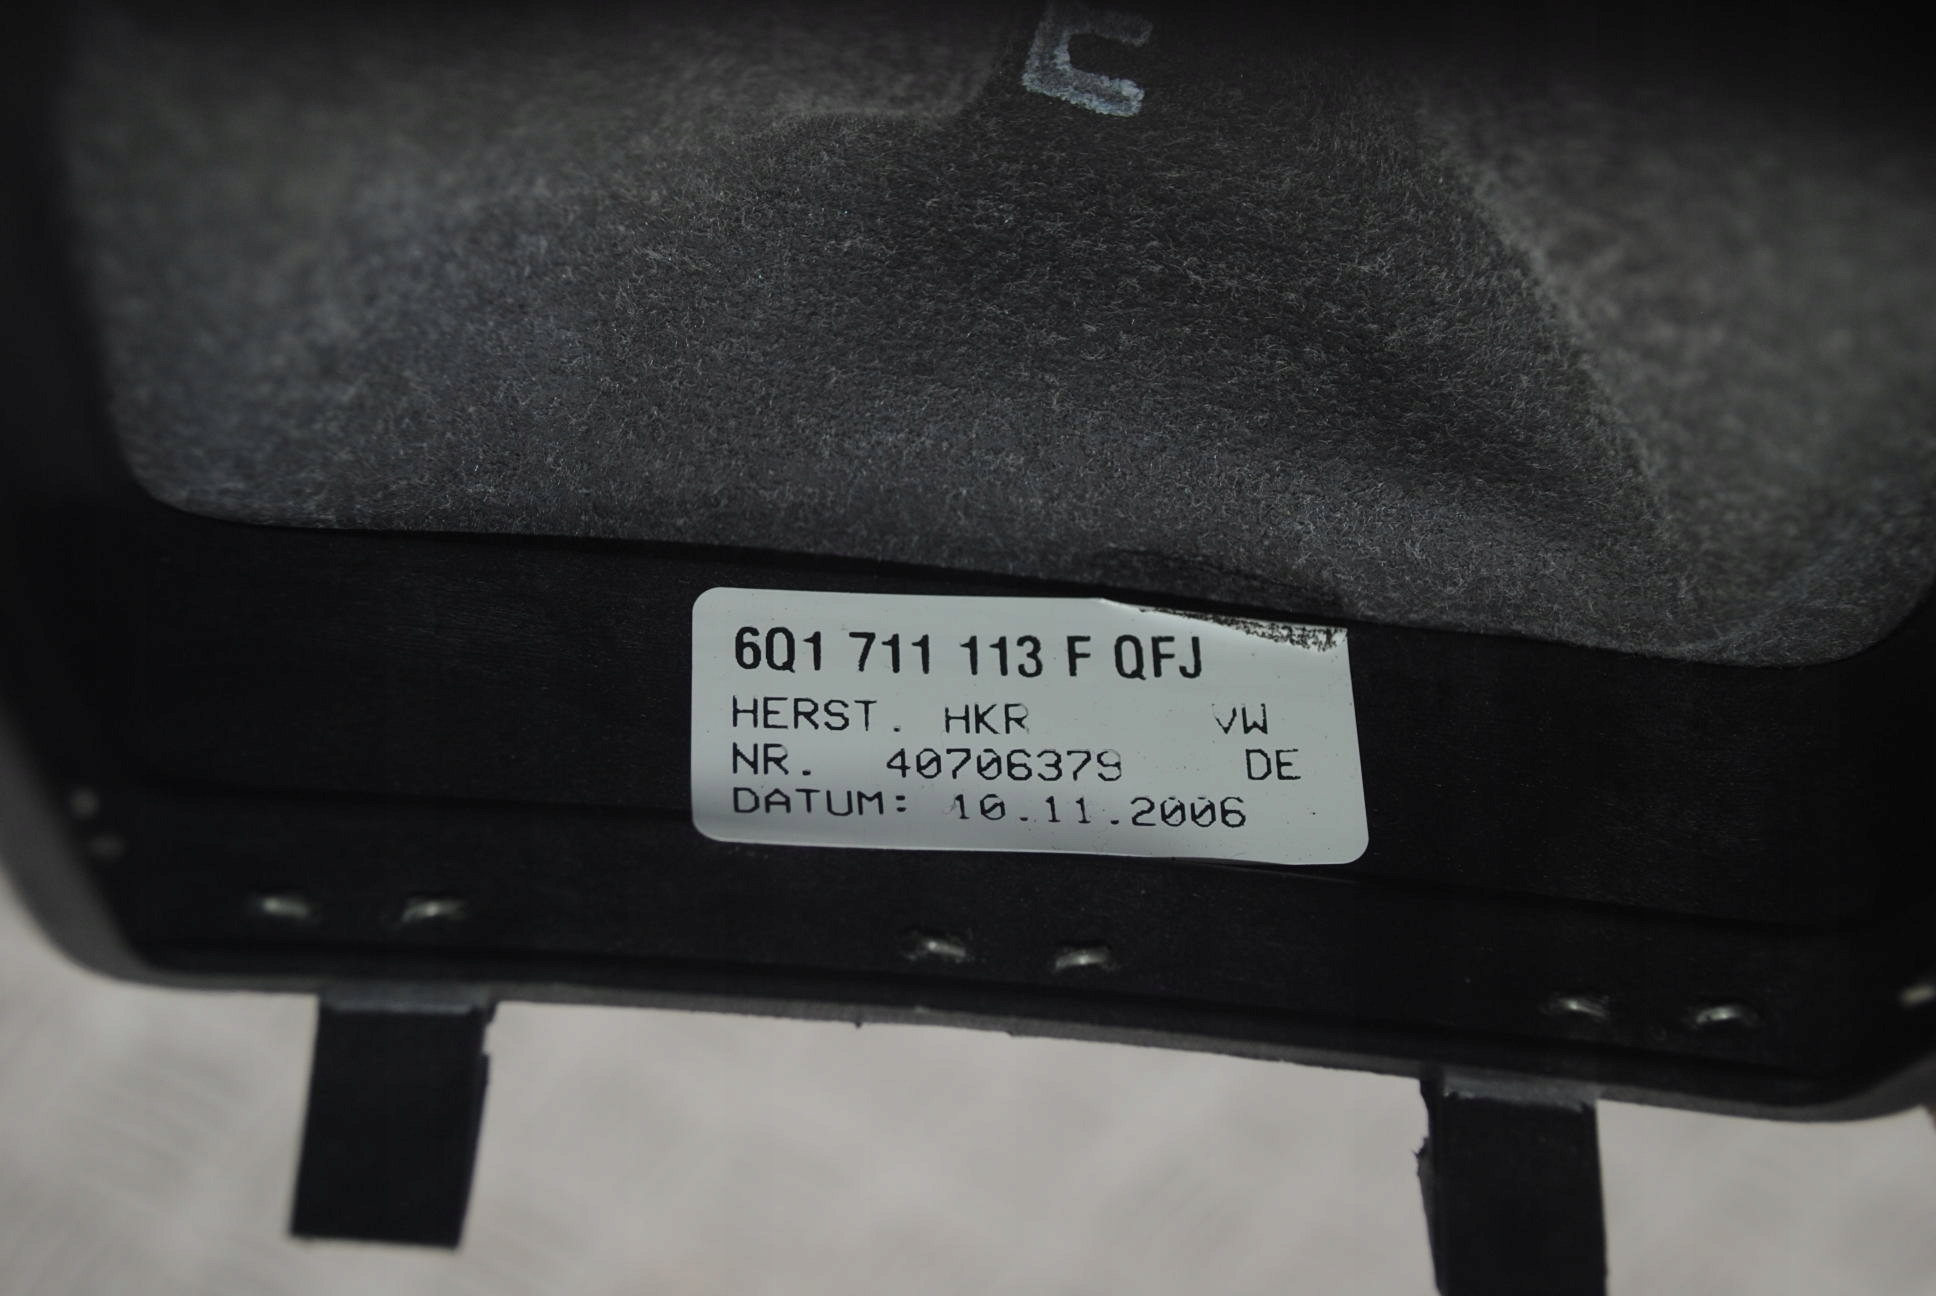 6Q1 711 113 F QFJ
HERST. HKR VW
NR. 40706379 DE
DATUM: 10.11.2006